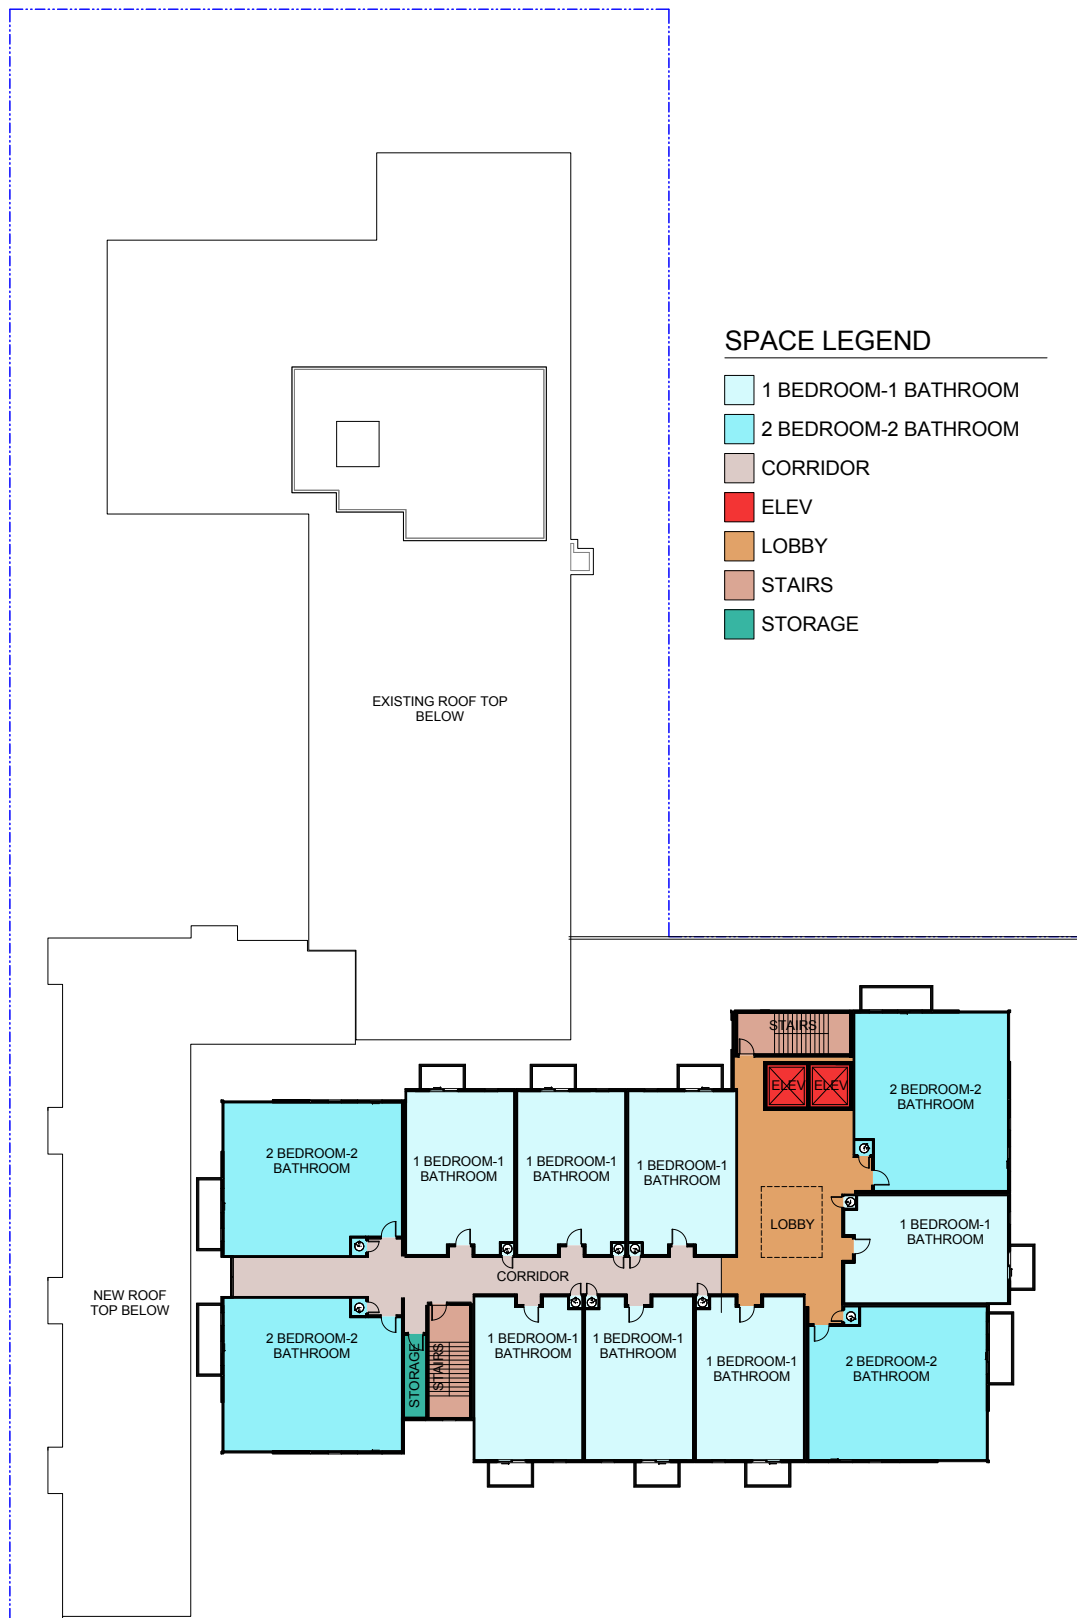 SPACE LEGEND
1 BEDROOM-1 BATHROOM
2 BEDROOM-2 BATHROOM
CORRIDOR
ELEV
LOBBY
STAIRS
STORAGE
EXISTING ROOF TOP
BELOW
STAIRS
ELEV
ELEV
2 BEDROOM-2
BATHROOM
2 BEDROOM-2
BATHROOM
1 BEDROOM-1
BATHROOM
1 BEDROOM-1
BATHROOM
1 BEDROOM-1
BATHROOM
LOBBY
1 BEDROOM-1
BATHROOM
CORRIDOR
NEW ROOF
TOP BELOW
2 BEDROOM-2
BATHROOM
STORAGE
STAIRS
1 BEDROOM-1
BATHROOM
1 BEDROOM-1
BATHROOM
1 BEDROOM-1
BATHROOM
2 BEDROOM-2
BATHROOM